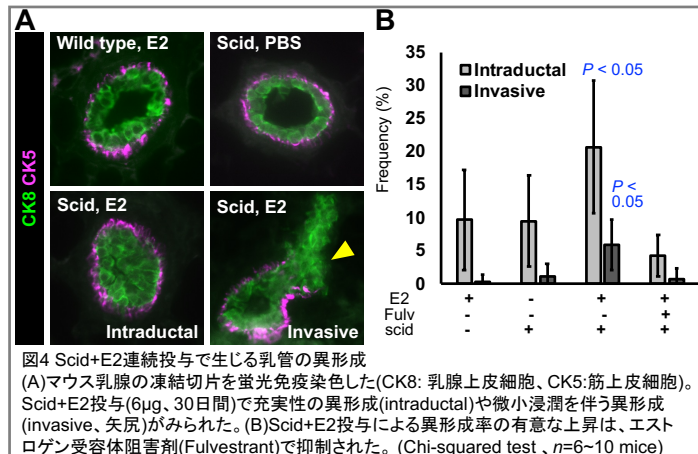 A
B
Wild type, E2
Scid, PBS
CK8 CK5
Scid, E2
Scid, E2
Intraductal
Invasive
Frequency (%)
35
30
25
20
15
10
5
0
Intraductal
Invasive
P < 0.05
P <
0.05
E2 + - + +
Fulv - - - +
scid - + + +
図4 Scid+E2連続投与で生じる乳管の異形成
(A)マウス乳腺の凍結切片を蛍光免疫染色した(CK8: 乳腺上皮細胞、CK5:筋上皮細胞)。
Scid+E2投与(6μg、30日間)で充実性の異形成(intraductal)や微小浸潤を伴う異形成
(invasive、矢尻)がみられた。(B)Scid+E2投与による異形成率の有意な上昇は、エスト
ロゲン受容体阻害剤(Fulvestrant)で抑制された。(Chi-squared test 、n=6~10 mice)